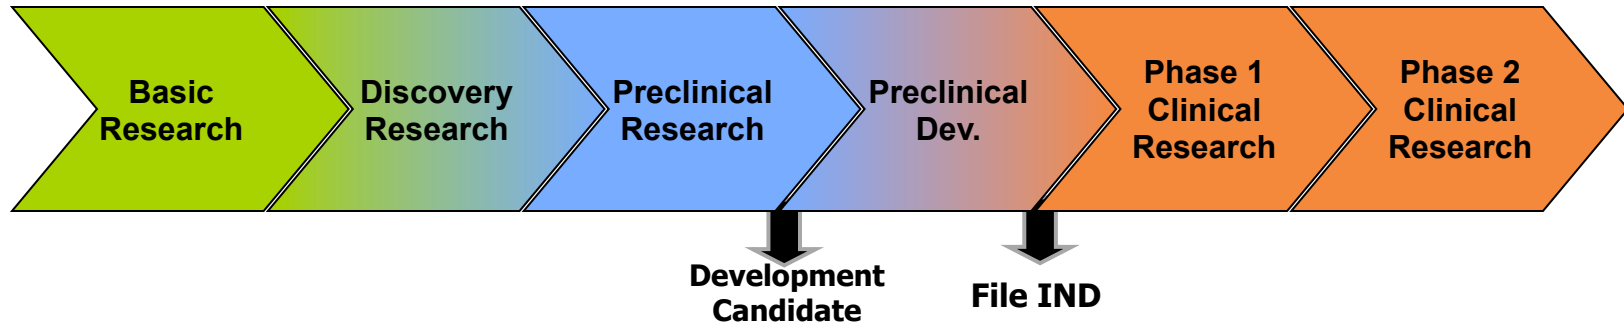 Basic
Research
Discovery
Research
Preclinical
Research
Preclinical
Dev.
Phase 1
Clinical
Research
Phase 2
Clinical
Research
Development
Candidate
File IND